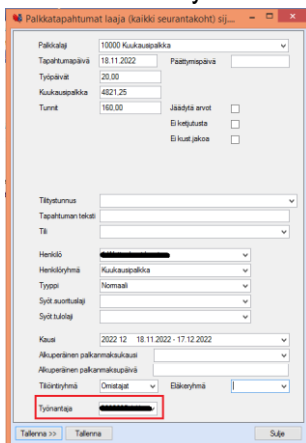 Palkkatapahtumat laaja (kaikki seurantakoht) sij...
Palkkalaji 10000 Kuukausipalkka
Tapahtumapäivä 18.11.2022 Päättymispäivä
Työpäivät 20,00
Kuukausipalkka 4821,25
Tunnit 160,00 Jäädytä arvot
Ei ketjutusta
Ei kust.jakoa
Tilitystunnus
Tapahtuman teksti
Tili
Henkilö
Henkilöryhmä Kuukausipalkka
Tyyppi Normaali
Syöt.suorituslaji
Syöt.tulolaji
Kausi 2022 12 18.11.2022 - 17.12.2022
Alkuperäinen palkanmaksukausi
Alkuperäinen palkanmaksupäivä
Tiliöintiryhmä Omistajat Eläkeryhmä
Työnantaja
Tallenna >> Tallenna Sulje